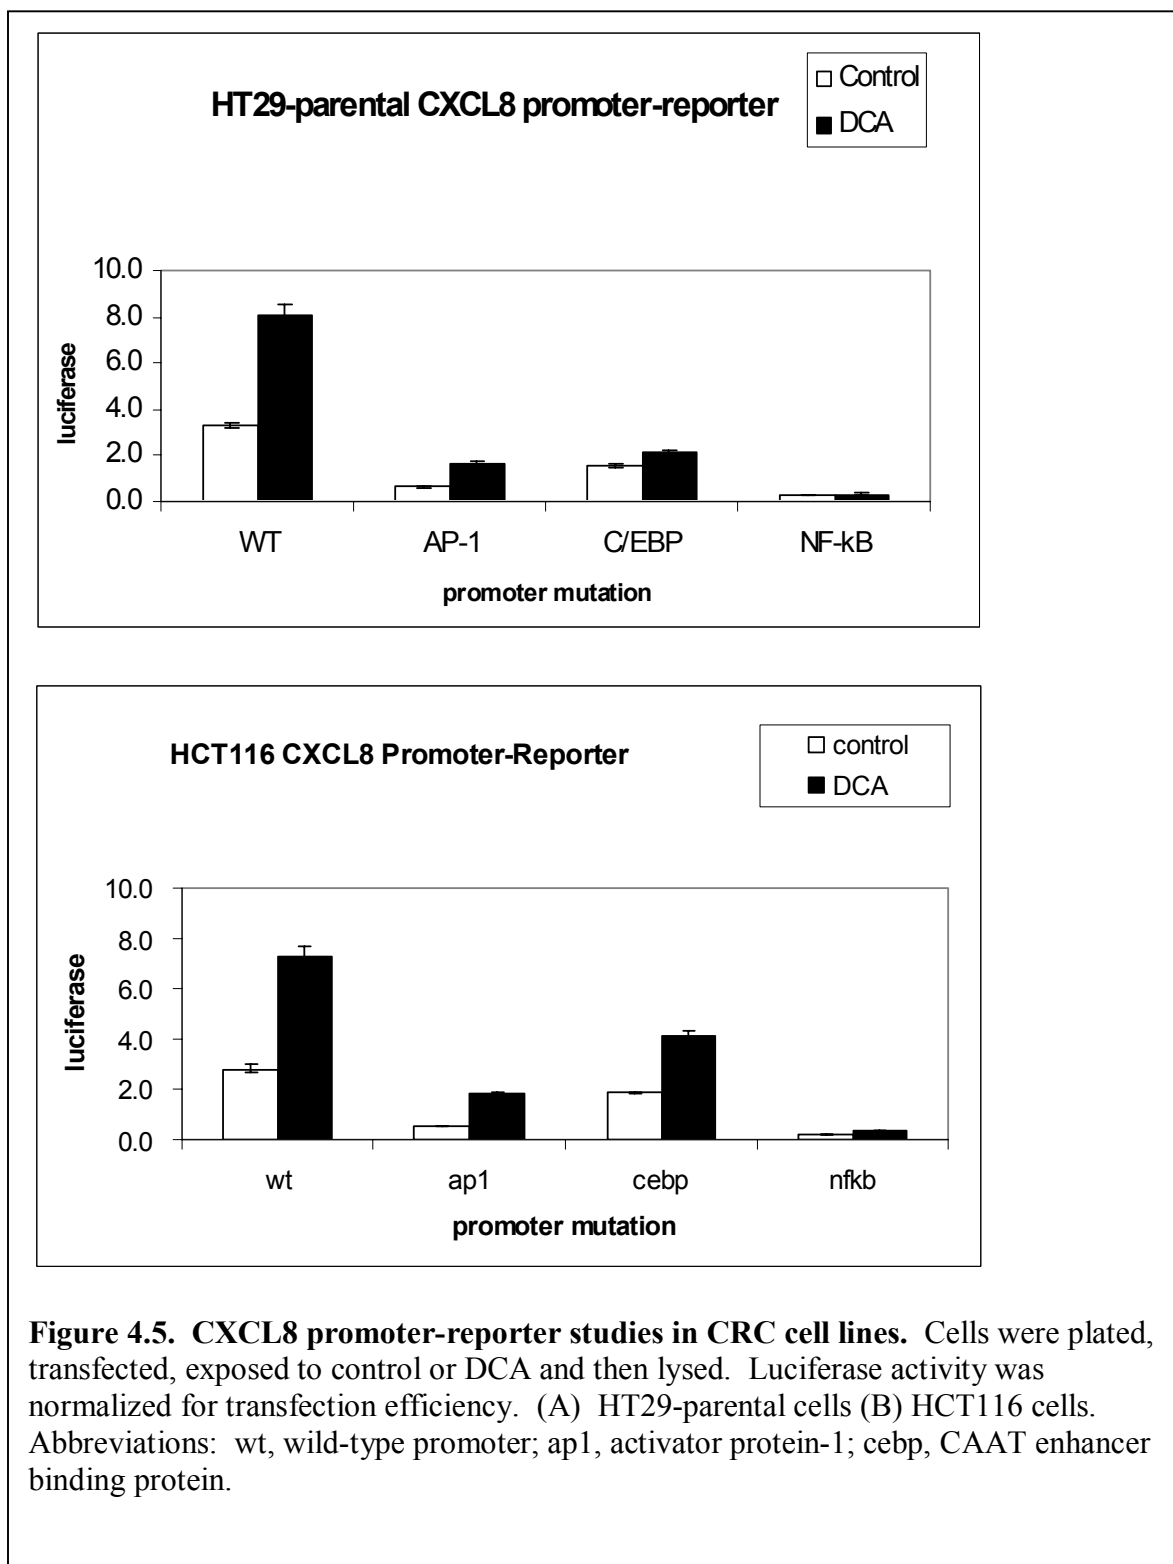 HT29-parental CXCL8 promoter-reporter
Control
DCA
10.0
8.0
6.0
4.0
2.0
0.0
luciferase
WT AP-1 C/EBP NF-kB
promoter mutation
HCT116 CXCL8 Promoter-Reporter
control
DCA
10.0
8.0
6.0
4.0
2.0
0.0
luciferase
wt ap1 cebp nfkb
promoter mutation
Figure 4.5. CXCL8 promoter-reporter studies in CRC cell lines. Cells were plated,
transfected, exposed to control or DCA and then lysed. Luciferase activity was
normalized for transfection efficiency. (A) HT29-parental cells (B) HCT116 cells.
Abbreviations: wt, wild-type promoter; ap1, activator protein-1; cebp, CAAT enhancer
binding protein.